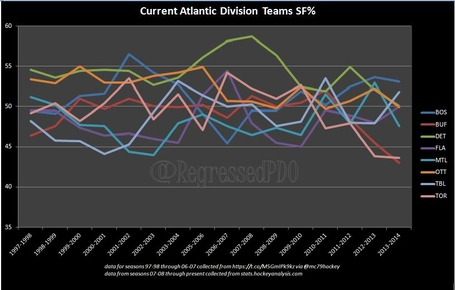 Current Atlantic Division Teams SF%
60
55
50
45
40
35
1997-1998
1998-1999
1999-2000
2000-2001
2001-2002
2002-2003
2003-2004
2005-2006
2006-2007
2007-2008
2008-2009
2009-2010
2010-2011
2011-2012
2012-2013
2013-2014
BOS
BUF
DET
FLA
MTL
OTT
TBL
TOR
@RegressedPDO
data for seasons 97-98 through 06-07 collected from via @mc79hockey
data from seasons 07-08 through present collected from stats.hockeyanalysis.com